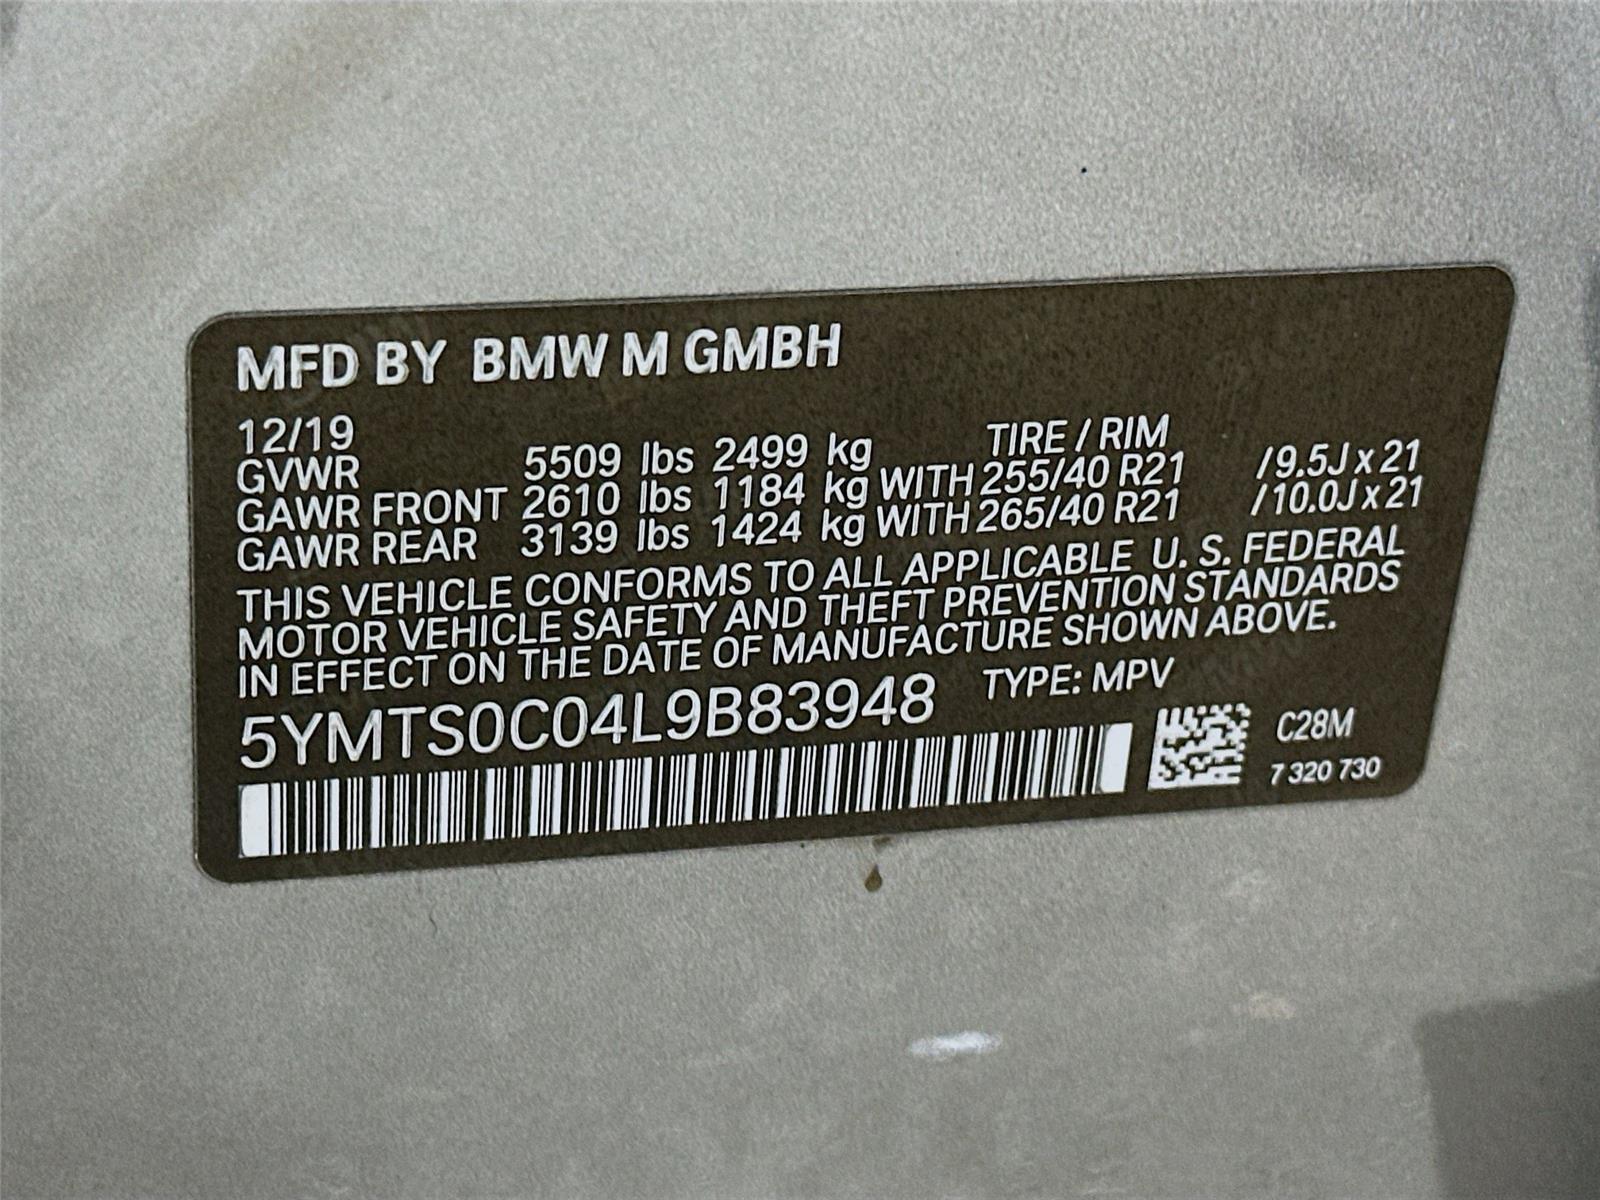 MFD BY BMW M GMBH
12/19 TIRE / RIM
GVWR 5509 lbs 2499 kg
GAWR FRONT 2610 lbs 1184 kg WITH 255/40 R21 /9.5J x 21
GAWR REAR 3139 lbs 1424 kg WITH 265/40 R21 /10.0J x 21
THIS VEHICLE CONFORMS TO ALL APPLICABLE U. S. FEDERAL
MOTOR VEHICLE SAFETY AND THEFT PREVENTION STANDARDS
IN EFFECT ON THE DATE OF MANUFACTURE SHOWN ABOVE.
5YMTS0C04L9B83948 TYPE: MPV
C28M
7 320 730